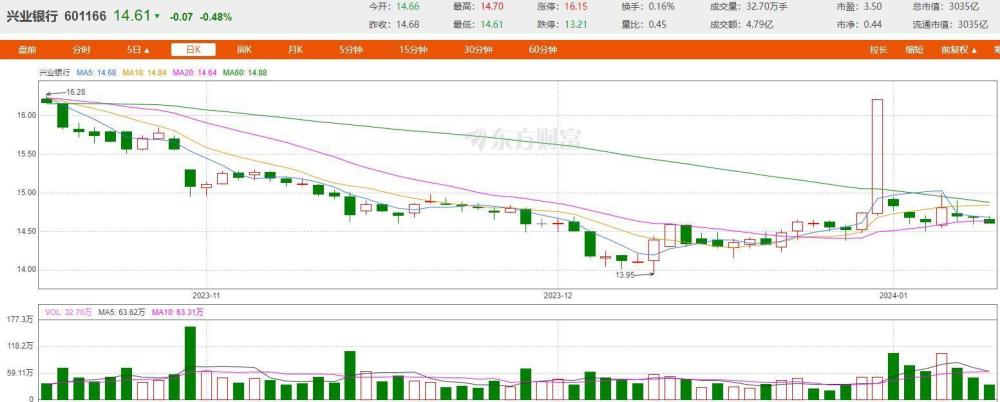 兴业银行 601166 14.61 -0.07 -0.48%
今开: 14.66 最高: 14.70 涨停: 16.15 换手: 0.16% 成交量: 32.70万手 市盈: 3.50 总市值: 3035亿
昨收: 14.68 最低: 14.61 跌停: 13.21 量比: 0.45 成交额: 4.79亿 市净: 0.44 流通市值: 3035亿
盘前 分时 5日▲ 日K 周K 月K 5分钟 15分钟 30分钟 60分钟 拉长 缩短 前复权▲
兴业银行 MA5: 14.68 MA10: 14.84 MA20: 14.64 MA60: 14.88
16.28
16.00
东方财富
15.50
15.00
14.50
14.00
13.95
2023-11 2023-12 2024-01
VOL: 32.70万 MA5: 63.62万 MA10: 63.31万
177.3万
118.2万
59.11万
0